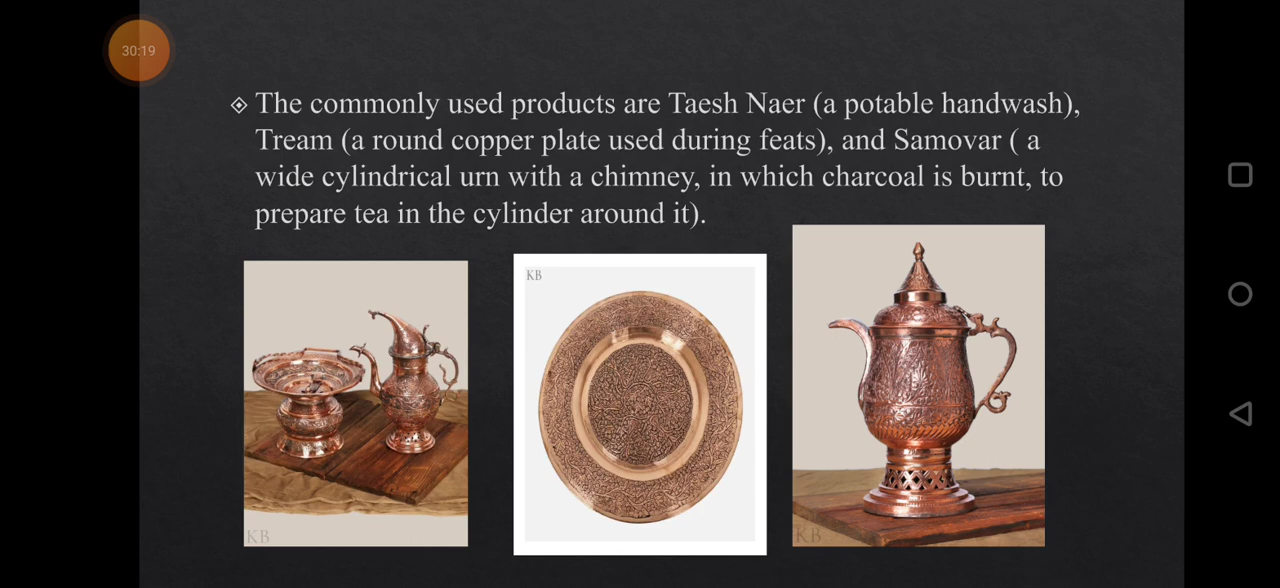 30:19
The commonly used products are Taesh Naer (a potable handwash),
Tream (a round copper plate used during feats), and Samovar ( a
wide cylindrical urn with a chimney, in which charcoal is burnt, to
prepare tea in the cylinder around it).
KB
KB
KB